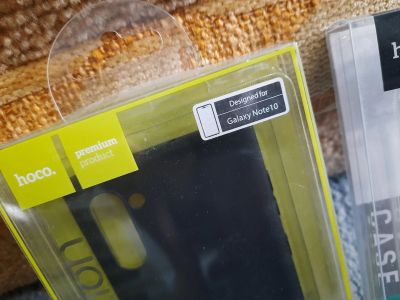 hoco.
premium
product
Designed for
Galaxy Note10
CASE